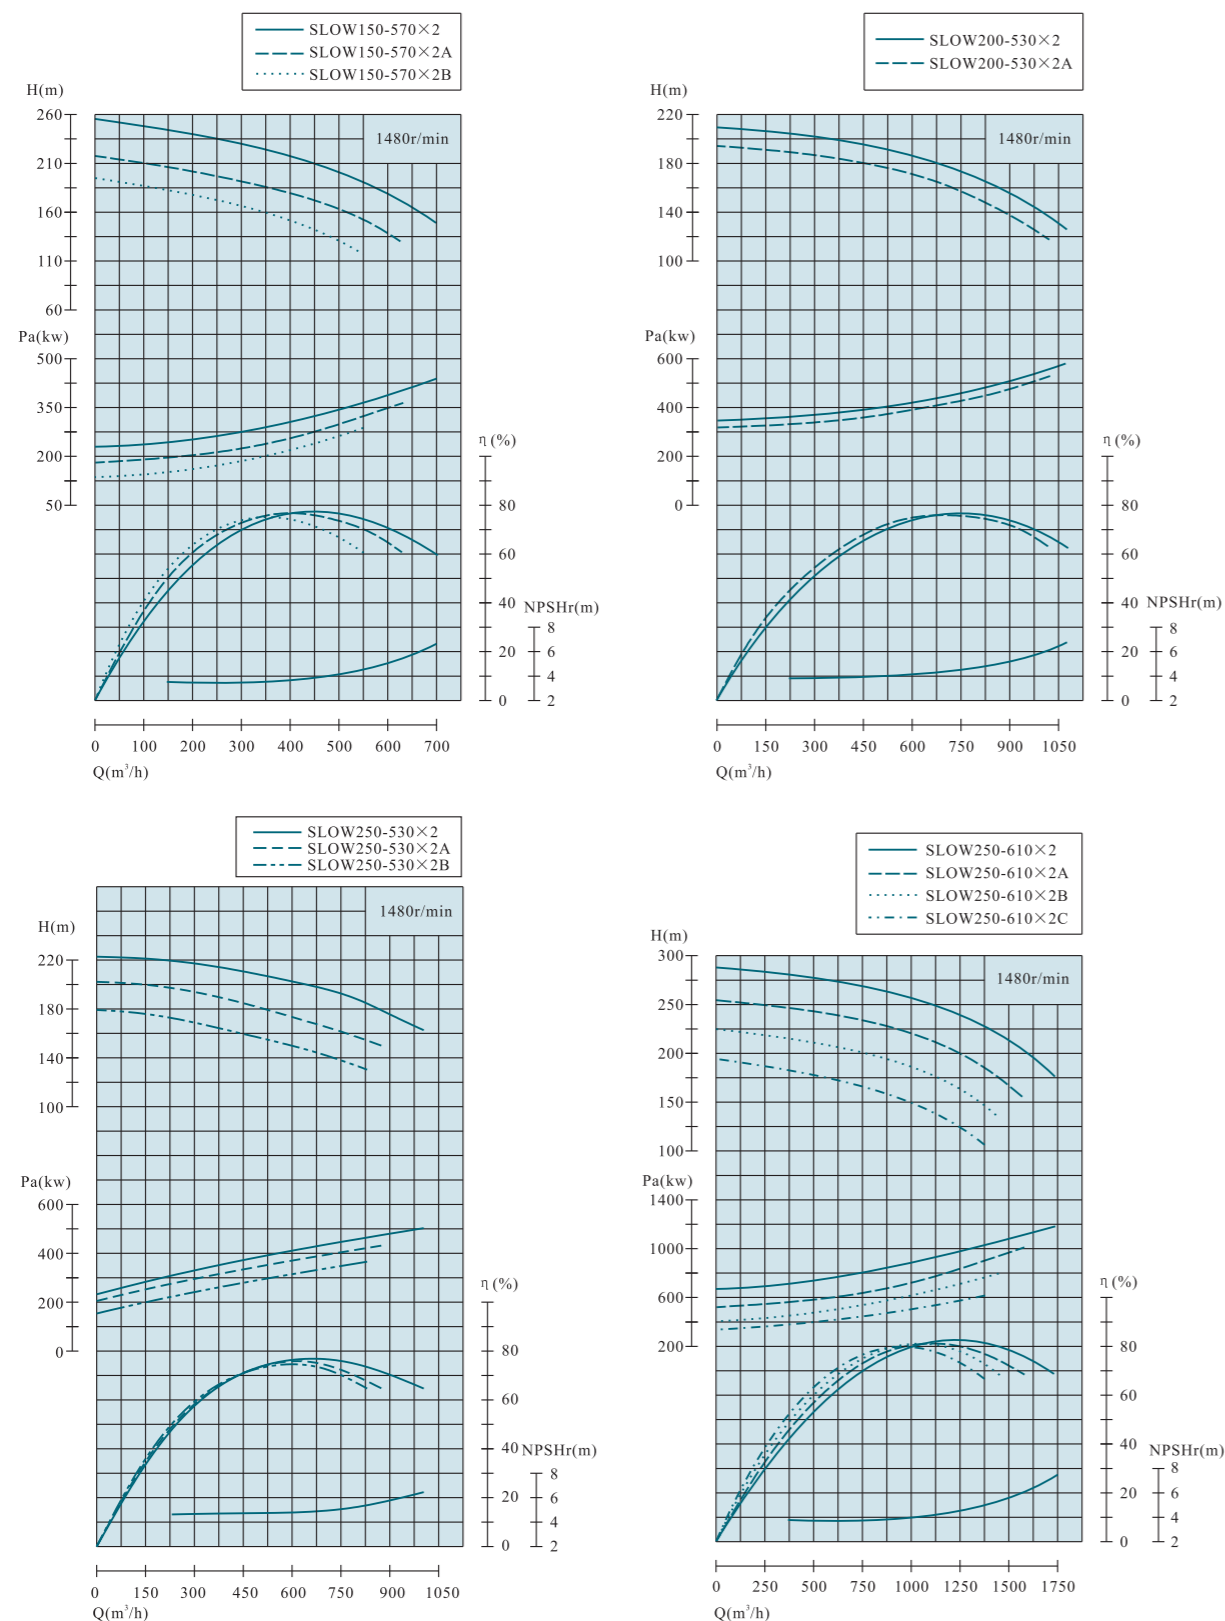 SLOW150-570×2
SLOW150-570×2A
SLOW150-570×2B
H(m)
260
210
160
110
60
1480r/min
Pa(kw)
500
350
200
50
η(%)
80
60
40
20
0
NPSHr(m)
8
6
4
2
0 100 200 300 400 500 600 700
Q(m³/h)
SLOW200-530×2
SLOW200-530×2A
H(m)
220
180
140
100
1480r/min
Pa(kw)
600
400
200
0
η(%)
80
60
40
20
0
NPSHr(m)
8
6
4
2
0 150 300 450 600 750 900 1050
Q(m³/h)
SLOW250-530×2
SLOW250-530×2A
SLOW250-530×2B
1480r/min
H(m)
220
180
140
100
Pa(kw)
600
400
200
0
η(%)
80
60
40
20
0
NPSHr(m)
8
6
4
2
0 150 300 450 600 750 900 1050
Q(m³/h)
SLOW250-610×2
SLOW250-610×2A
SLOW250-610×2B
SLOW250-610×2C
H(m)
300
250
200
150
100
1480r/min
Pa(kw)
1400
1000
600
200
η(%)
80
60
40
20
0
NPSHr(m)
8
6
4
2
0 250 500 750 1000 1250 1500 1750
Q(m³/h)